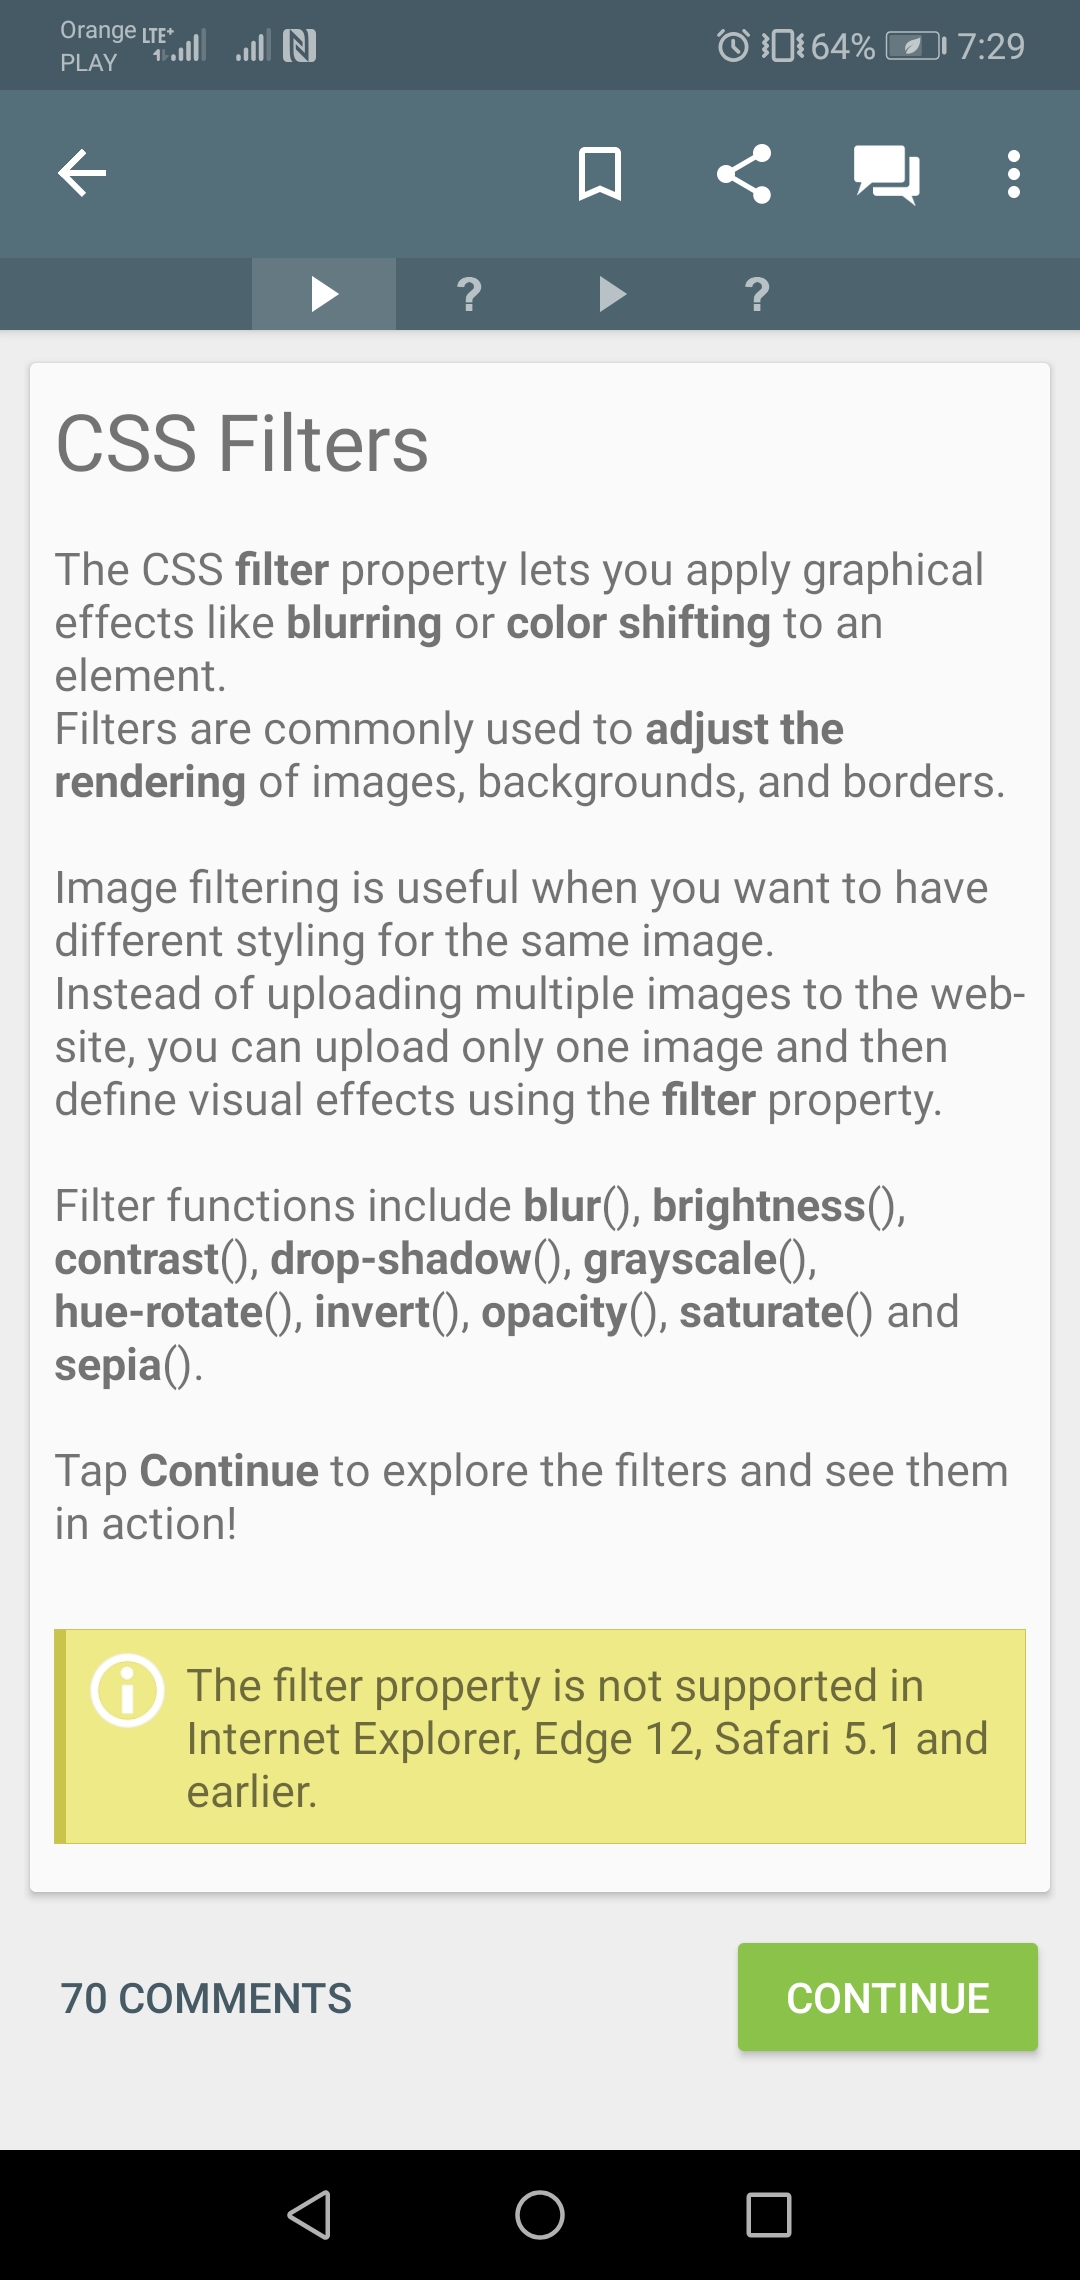 Orange LTE+
PLAY
64% 7:29
? ?
CSS Filters
The CSS filter property lets you apply graphical
effects like blurring or color shifting to an
element.
Filters are commonly used to adjust the
rendering of images, backgrounds, and borders.
Image filtering is useful when you want to have
different styling for the same image.
Instead of uploading multiple images to the web-
site, you can upload only one image and then
define visual effects using the filter property.
Filter functions include blur(), brightness(),
contrast(), drop-shadow(), grayscale(),
hue-rotate(), invert(), opacity(), saturate() and
sepia().
Tap Continue to explore the filters and see them
in action!
The filter property is not supported in
Internet Explorer, Edge 12, Safari 5.1 and
earlier.
70 COMMENTS
CONTINUE